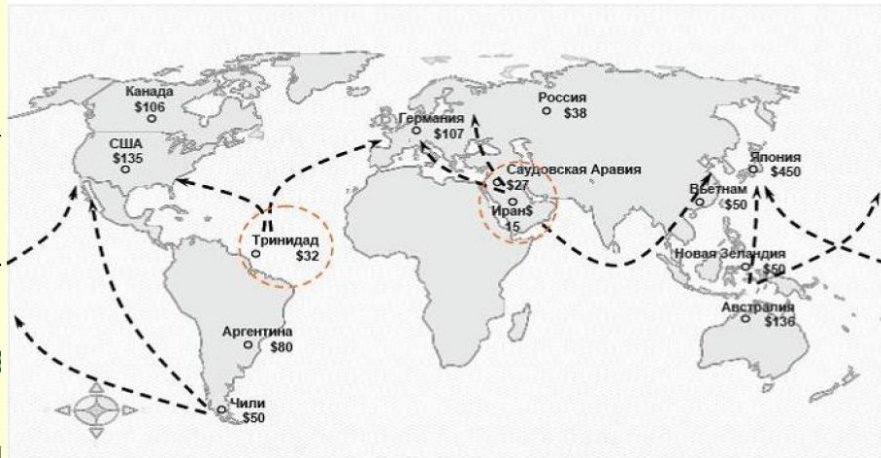 Канада
$106
США
$135
Германия
$107
Россия
$38
Саудовская Аравия
$27
Иран$
15
Япония
$450
Вьетнам
$50
Тринидад
$32
Новая Зеландия
$50
Австралия
$136
Аргентина
$80
Чили
$50